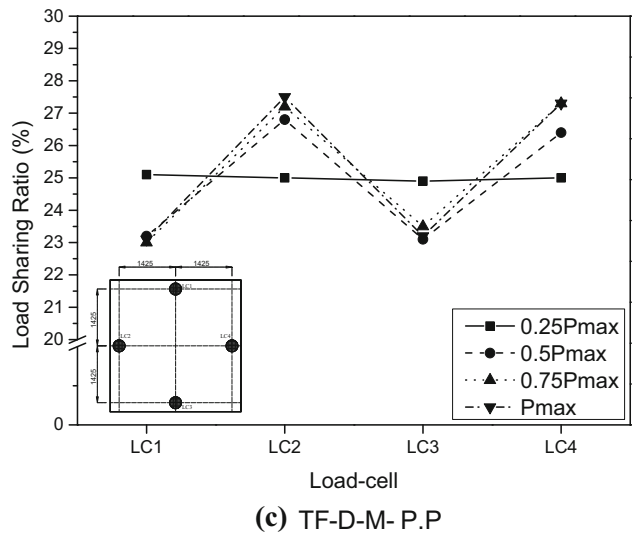 30
29
28
27
26
25
24
23
22
21
20
0
Load Sharing Ratio (%)
1425 1425
1425
1425
LC1
LC2
LC4
LC3
0.25Pmax
0.5Pmax
0.75Pmax
Pmax
LC1 LC2 LC3 LC4
Load-cell
(c) TF-D-M- P.P